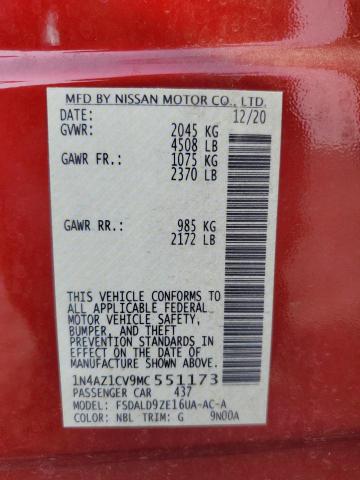 MFD BY NISSAN MOTOR CO., LTD.
DATE: 12/20
GVWR: 2045 KG
4508 LB
GAWR FR.: 1075 KG
2370 LB
GAWR RR.: 985 KG
2172 LB
THIS VEHICLE CONFORMS TO
ALL APPLICABLE FEDERAL
MOTOR VEHICLE SAFETY,
BUMPER, AND THEFT
PREVENTION STANDARDS IN
EFFECT ON THE DATE OF
MANUFACTURE SHOWN ABOVE.
1N4AZ1CV9MC551173
PASSENGER CAR 437
MODEL: FSDALD9ZE16UA-AC-A
COLOR: NBL TRIM: G 9N00A